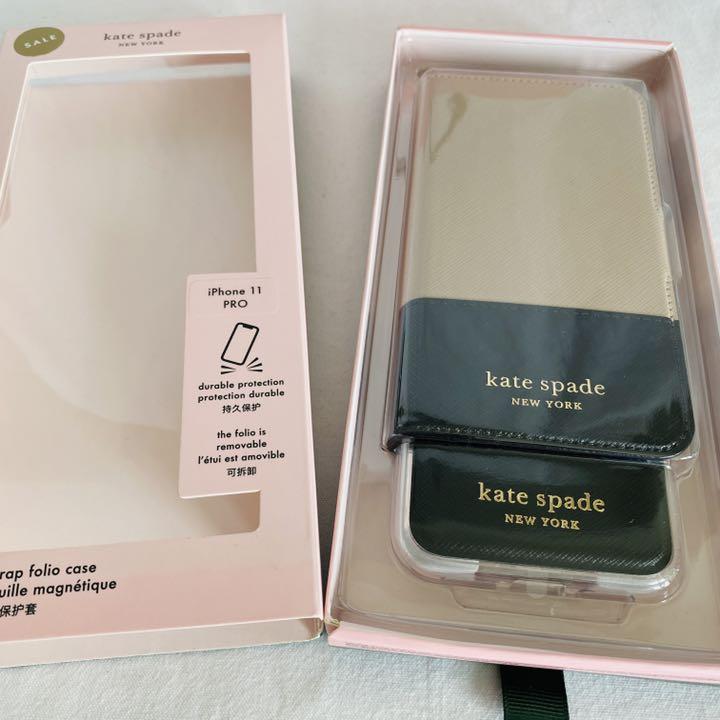 SALE
kate spade
NEW YORK
iPhone 11
PRO
durable protection
protection durable
持久保护
the folio is
removable
l'étui est amovible
可拆卸
rap folio case
uille magnétique
保护套
kate spade
NEW YORK
kate spade
NEW YORK